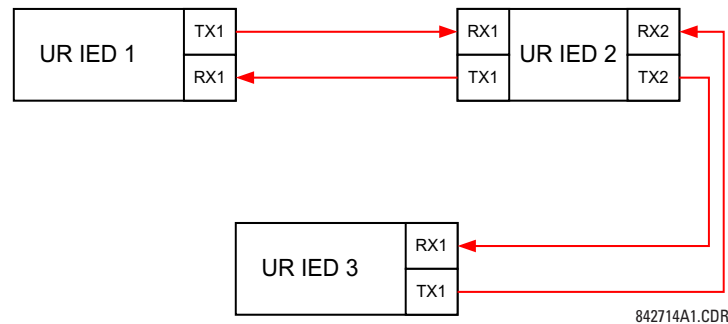 UR IED 1
TX1
RX1
RX1
TX1
UR IED 2
RX2
TX2
UR IED 3
RX1
TX1
842714A1.CDR